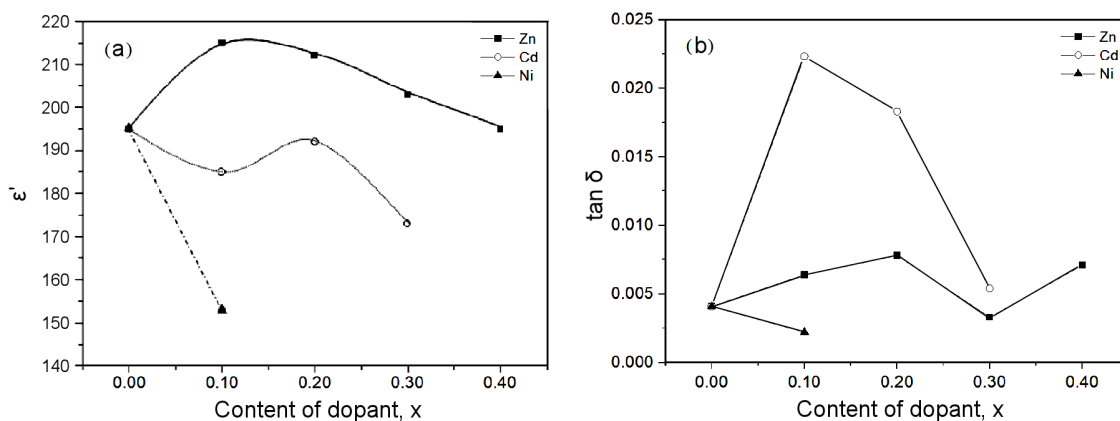 (a)
220
210
200
190
180
170
160
150
140
ε'
0.00 0.10 0.20 0.30 0.40
Content of dopant, x
Zn
Cd
Ni
(b)
0.025
0.020
0.015
0.010
0.005
0.000
tan δ
0.00 0.10 0.20 0.30 0.40
Content of dopant, x
Zn
Cd
Ni